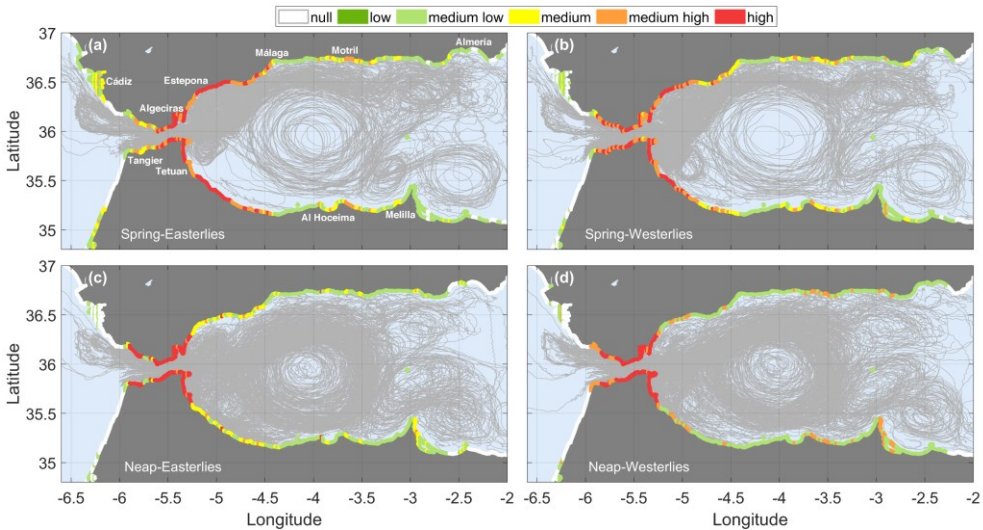 null low medium low medium medium high high
37 (a) Málaga Motril Almería (b)
Cádiz Estepona
36.5
Algeciras
Latitude
36
Tangier
Tetuan
35.5
Al Hoceima Melilla
35 Spring-Easterlies Spring-Westerlies
37 (c) (d)
36.5
Latitude
36
35.5
35 Neap-Easterlies Neap-Westerlies
-6.5 -6 -5.5 -5 -4.5 -4 -3.5 -3 -2.5 -2 -6.5 -6 -5.5 -5 -4.5 -4 -3.5 -3 -2.5 -2
Longitude Longitude